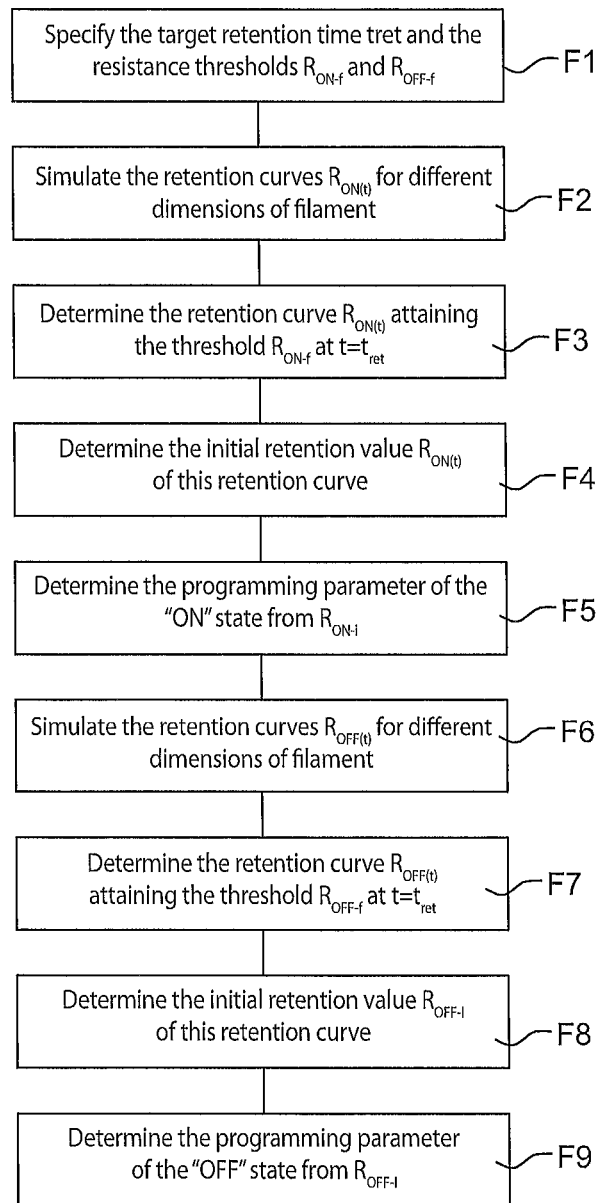 Specify the target retention time tret and the
resistance thresholds R_ON-f and R_OFF-f
F1
Simulate the retention curves R_ON(t) for different
dimensions of filament
F2
Determine the retention curve R_ON(t) attaining
the threshold R_ON-f at t=t_ret
F3
Determine the initial retention value R_ON(t)
of this retention curve
F4
Determine the programming parameter of the
“ON” state from R_ON-i
F5
Simulate the retention curves R_OFF(t) for different
dimensions of filament
F6
Determine the retention curve R_OFF(t)
attaining the threshold R_OFF-f at t=t_ret
F7
Determine the initial retention value R_OFF-I
of this retention curve
F8
Determine the programming parameter
of the “OFF” state from R_OFF-I
F9